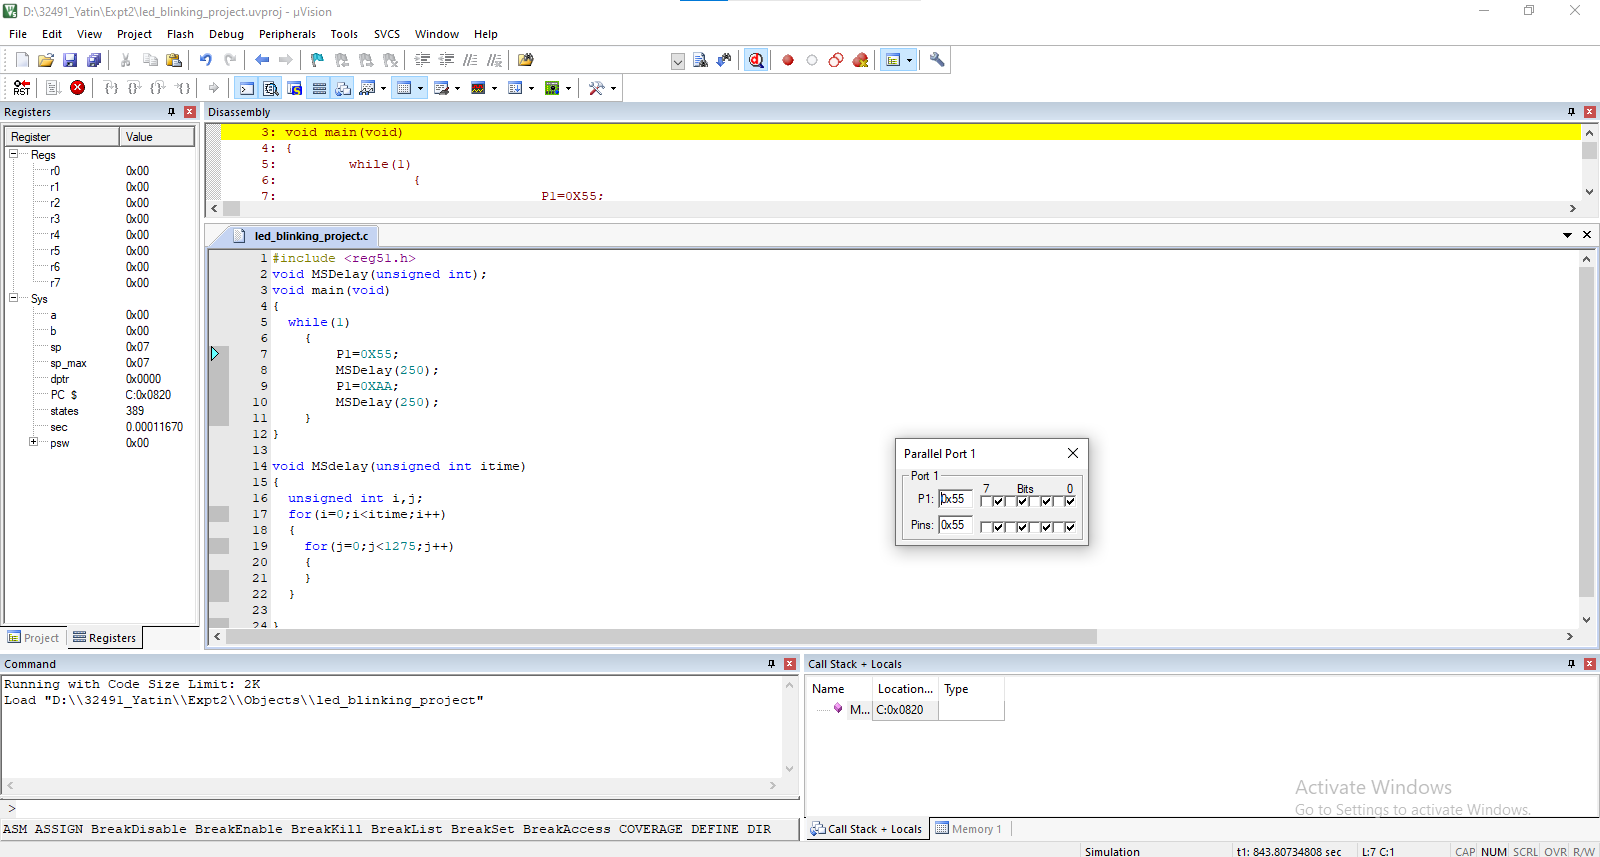 D:\32491_Yatin\Expt2\led_blinking_project.uvproj - µVision
File Edit View Project Flash Debug Peripherals Tools SVCS Window Help
RST
Registers
Register Value
Regs
r0 0x00
r1 0x00
r2 0x00
r3 0x00
r4 0x00
r5 0x00
r6 0x00
r7 0x00
Sys
a 0x00
b 0x00
sp 0x07
sp_max 0x07
dptr 0x0000
PC $ C:0x0820
states 389
sec 0.00011670
psw 0x00
Project Registers
Disassembly
3: void main(void)
4: {
5: while(1)
6: {
7: P1=0X55;
led_blinking_project.c
1 #include <reg51.h>
2 void MSDelay(unsigned int);
3 void main(void)
4 {
5 while(1)
6 {
7 P1=0X55;
8 MSDelay(250);
9 P1=0XAA;
10 MSDelay(250);
11 }
12 }
13
14 void MSdelay(unsigned int itime)
15 {
16 unsigned int i,j;
17 for(i=0;i<itime;i++)
18 {
19 for(j=0;j<1275;j++)
20 {
21 }
22 }
23
24 }
Parallel Port 1
Port 1
7 Bits 0
P1: 0x55
Pins: 0x55
Command
Running with Code Size Limit: 2K
Load "D:\\32491_Yatin\\Expt2\\Objects\\led_blinking_project"
>
ASM ASSIGN BreakDisable BreakEnable BreakKill BreakList BreakSet BreakAccess COVERAGE DEFINE DIR
Call Stack + Locals
Name Location... Type
M... C:0x0820
Activate Windows
Go to Settings to activate Windows.
Call Stack + Locals Memory 1
Simulation t1: 843.80734808 sec L:7 C:1 CAP NUM SCRL OVR R/W